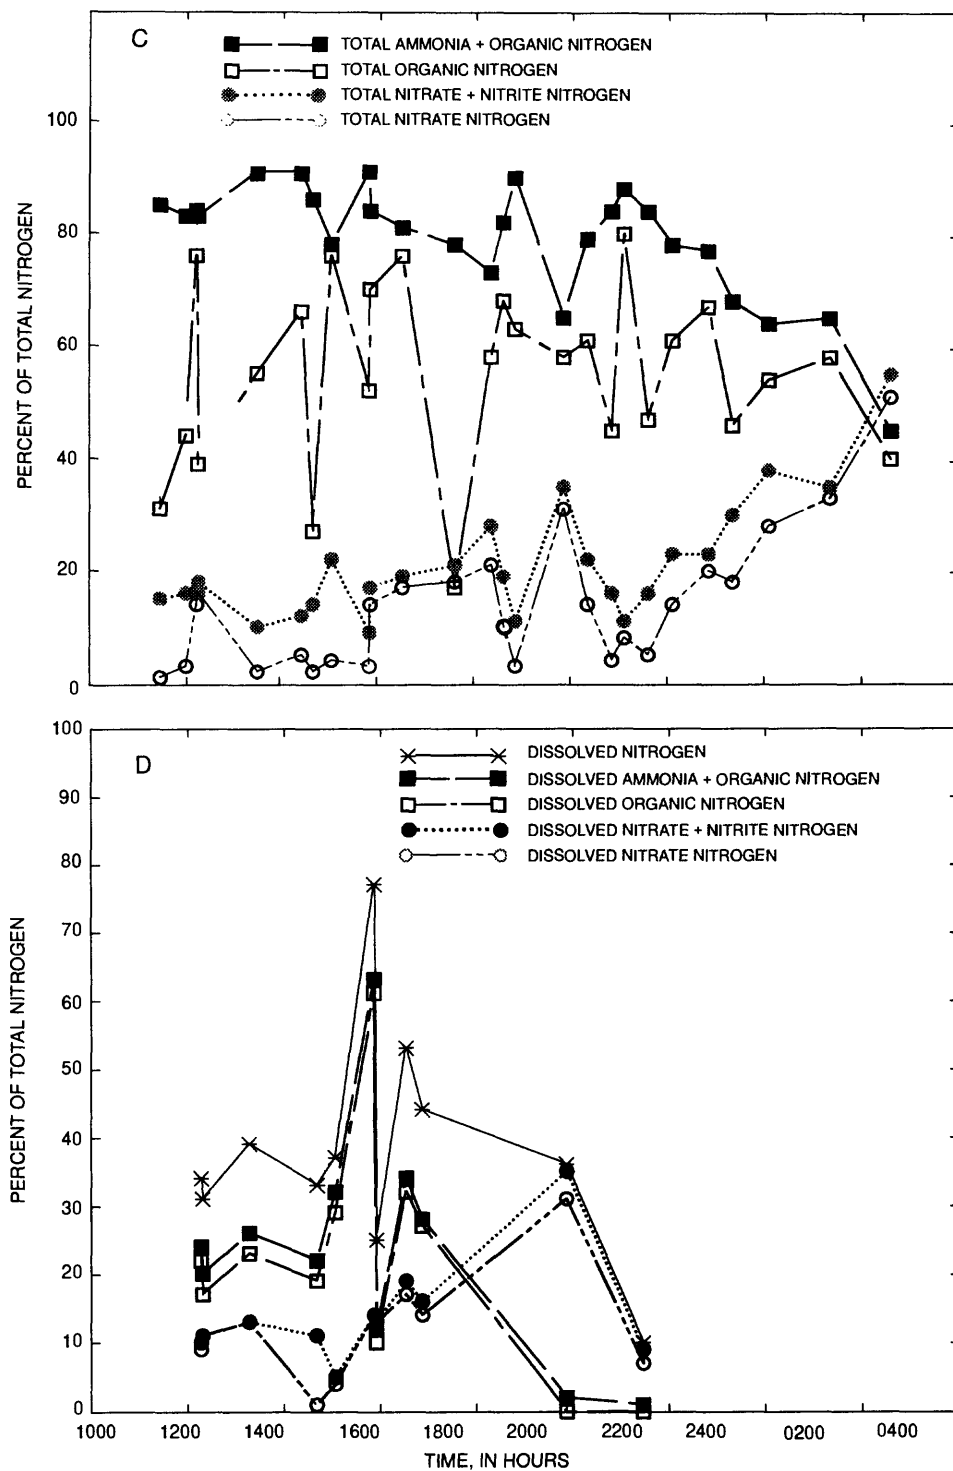 C
TOTAL AMMONIA + ORGANIC NITROGEN
TOTAL ORGANIC NITROGEN
TOTAL NITRATE + NITRITE NITROGEN
TOTAL NITRATE NITROGEN
100
80
60
40
20
0
PERCENT OF TOTAL NITROGEN
D
DISSOLVED NITROGEN
DISSOLVED AMMONIA + ORGANIC NITROGEN
DISSOLVED ORGANIC NITROGEN
DISSOLVED NITRATE + NITRITE NITROGEN
DISSOLVED NITRATE NITROGEN
100
90
80
70
60
50
40
30
20
10
0
PERCENT OF TOTAL NITROGEN
1000 1200 1400 1600 1800 2000 2200 2400 0200 0400
TIME, IN HOURS